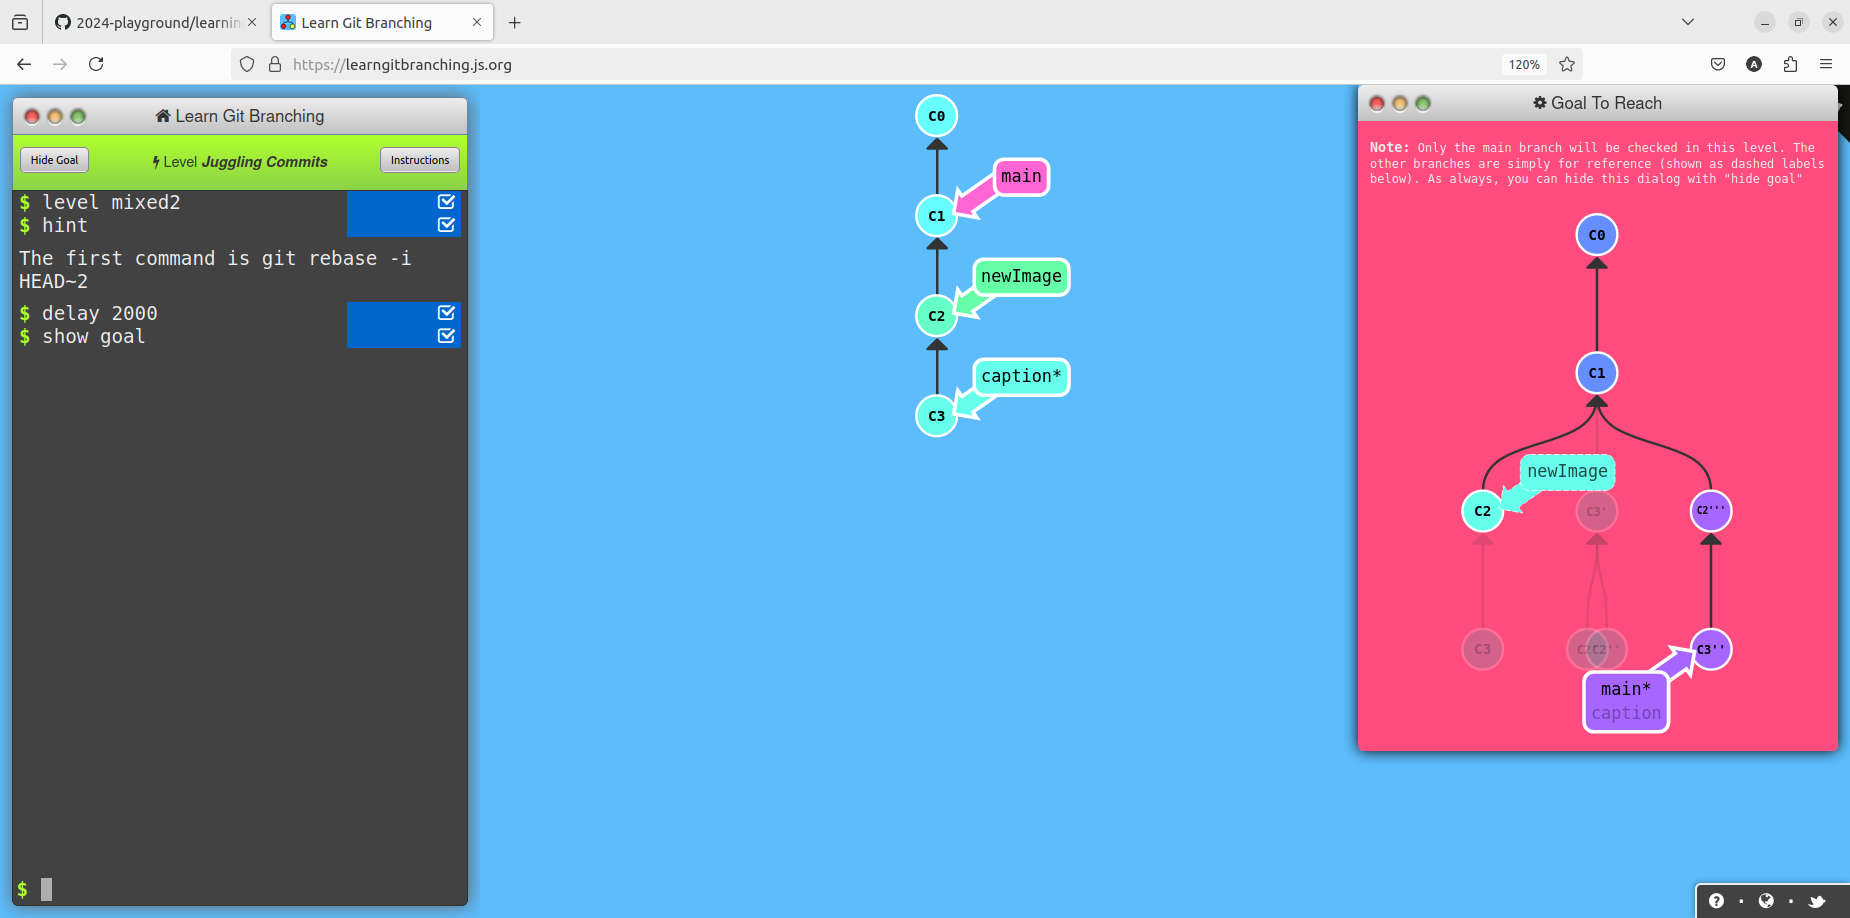 2024-playground/learnin
Learn Git Branching
https://learngitbranching.js.org
120%
A
Learn Git Branching
Hide Goal
Level Juggling Commits
Instructions
$ level mixed2
$ hint
The first command is git rebase -i
HEAD~2
$ delay 2000
$ show goal
$
C0
main
C1
newImage
C2
caption*
C3
Goal To Reach
Note: Only the main branch will be checked in this level. The
other branches are simply for reference (shown as dashed labels
below). As always, you can hide this dialog with "hide goal"
C0
C1
newImage
C2
C3'
C2'''
C3
C2''
C3''
main*
caption
?